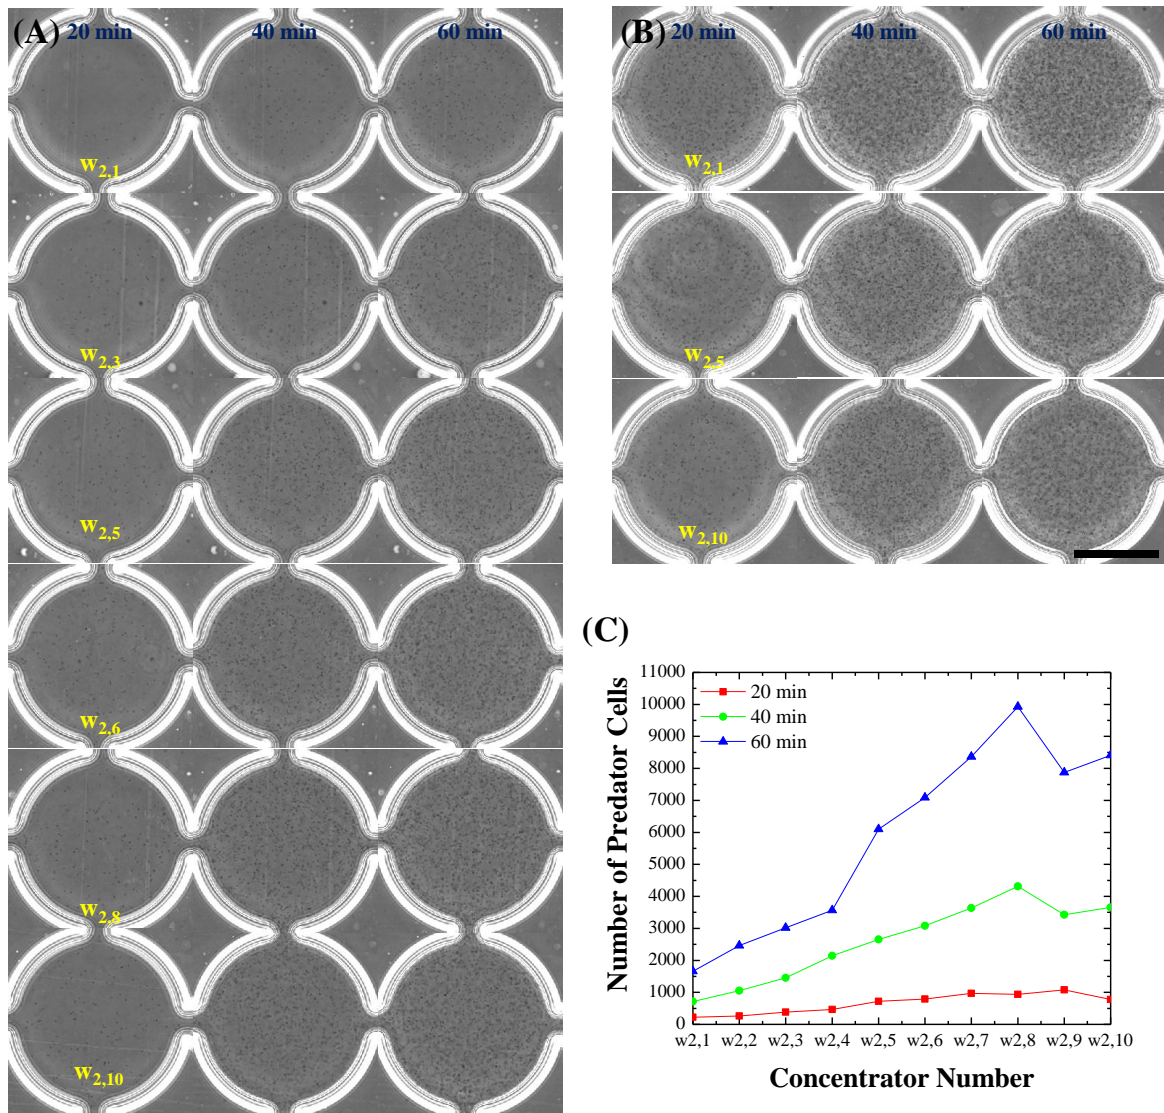 (A) 20 min 40 min 60 min
w2,1
w2,3
w2,5
w2,6
w2,8
w2,10
(B) 20 min 40 min 60 min
w2,1
w2,5
w2,10
(C)
Number of Predator Cells
11000
10000
9000
8000
7000
6000
5000
4000
3000
2000
1000
0
20 min
40 min
60 min
w2,1 w2,2 w2,3 w2,4 w2,5 w2,6 w2,7 w2,8 w2,9 w2,10
Concentrator Number